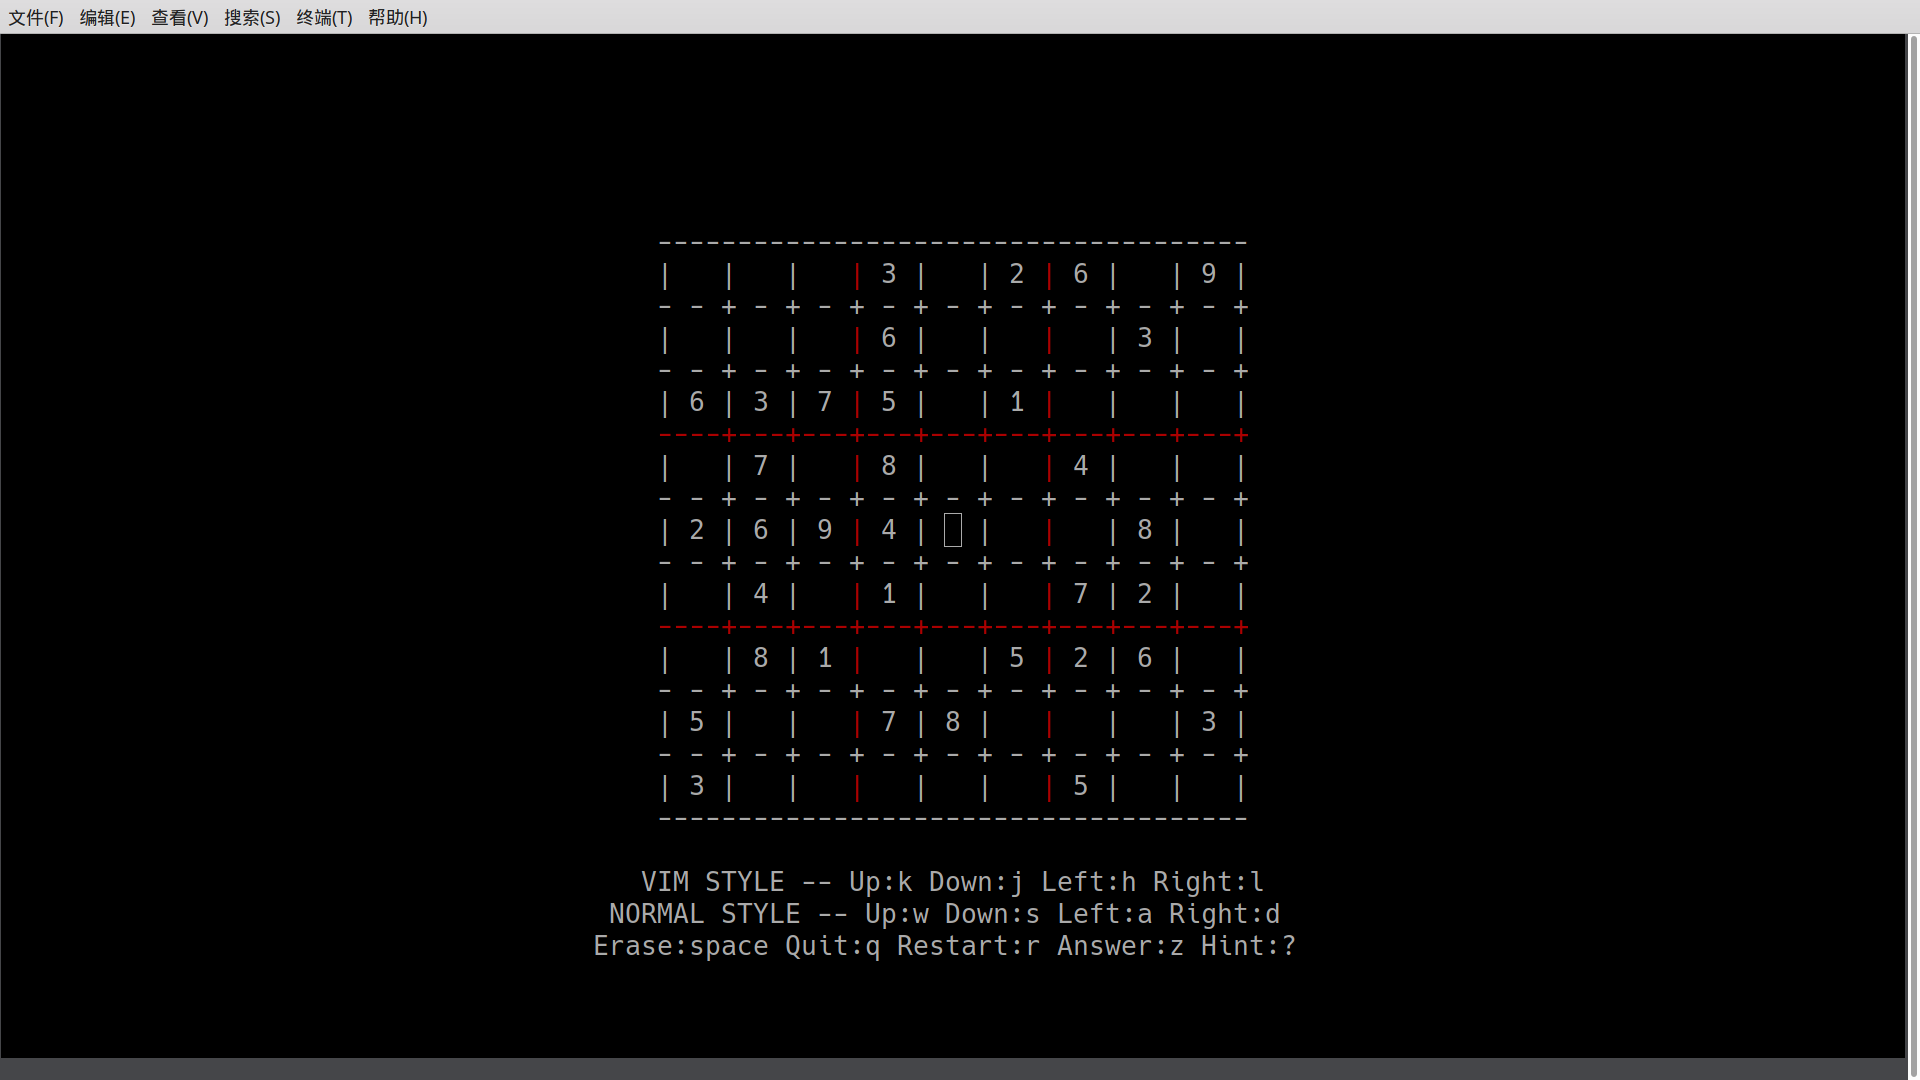 文件(F) 编辑(E) 查看(V) 搜索(S) 终端(T) 帮助(H)
-------------------------------------
|   |   |   | 3 |   | 2 | 6 |   | 9 |
- - + - + - + - + - + - + - + - + - +
|   |   |   | 6 |   |   |   | 3 |   |
- - + - + - + - + - + - + - + - + - +
| 6 | 3 | 7 | 5 |   | 1 |   |   |   |
----+---+---+---+---+---+---+---+---+
|   | 7 |   | 8 |   |   | 4 |   |   |
- - + - + - + - + - + - + - + - + - +
| 2 | 6 | 9 | 4 |   |   |   | 8 |   |
- - + - + - + - + - + - + - + - + - +
|   | 4 |   | 1 |   |   | 7 | 2 |   |
----+---+---+---+---+---+---+---+---+
|   | 8 | 1 |   |   | 5 | 2 | 6 |   |
- - + - + - + - + - + - + - + - + - +
| 5 |   |   | 7 | 8 |   |   |   | 3 |
- - + - + - + - + - + - + - + - + - +
| 3 |   |   |   |   |   | 5 |   |   |
-------------------------------------
VIM STYLE -- Up:k Down:j Left:h Right:l
NORMAL STYLE -- Up:w Down:s Left:a Right:d
Erase:space Quit:q Restart:r Answer:z Hint:?